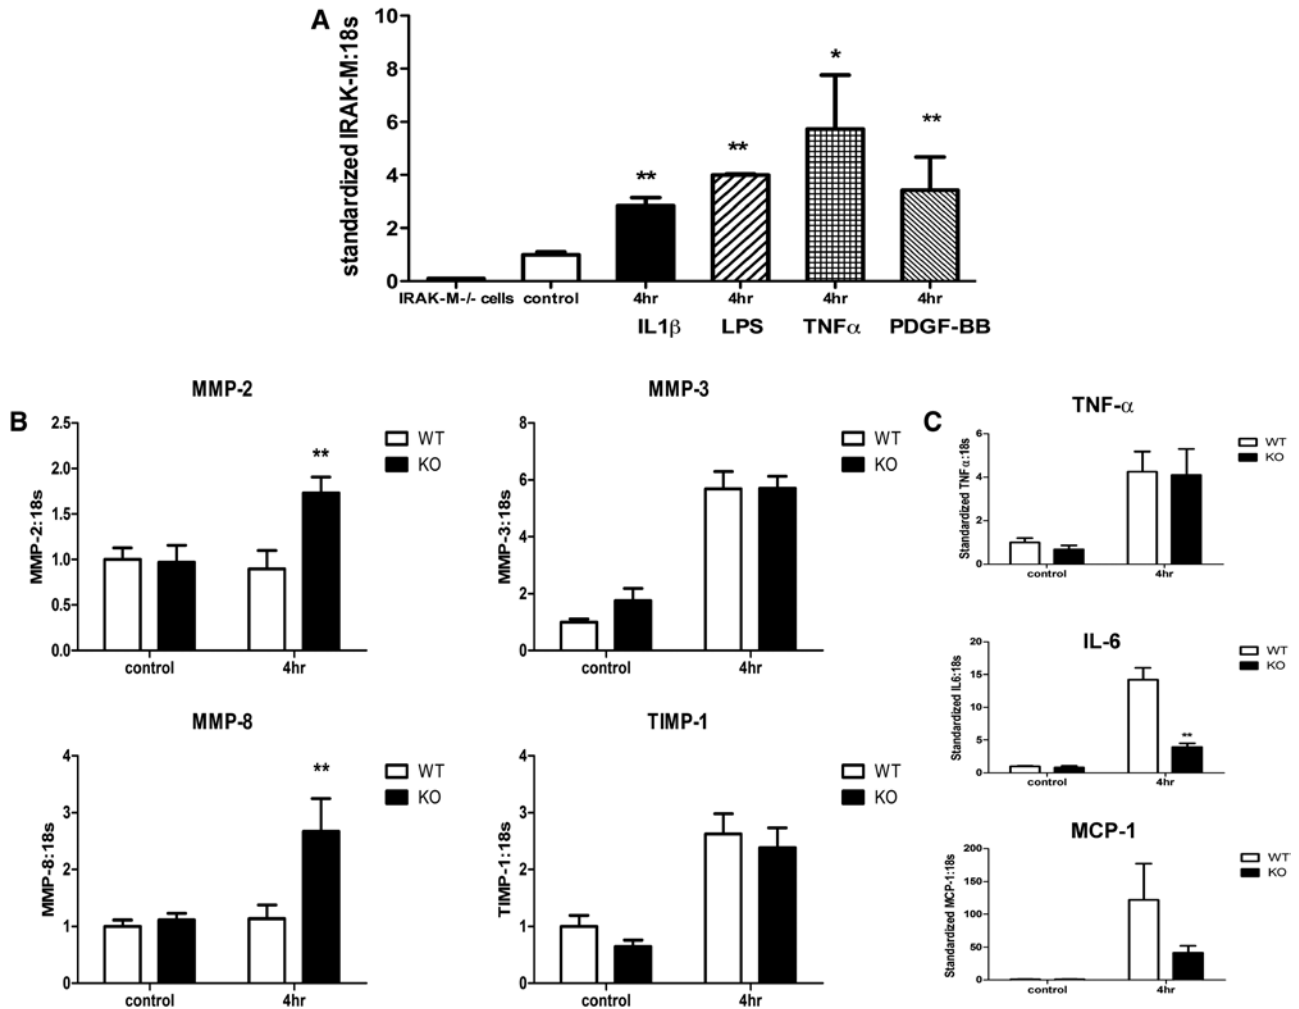 A
standardized IRAK-M:18s
10
8
6
4
2
0
**
**
*
**
IRAK-M-/- cells control 4hr 4hr 4hr 4hr
IL1β LPS TNFα PDGF-BB
B
MMP-2
MMP-2:18s
2.5
2.0
1.5
1.0
0.5
0.0
**
control 4hr
WT
KO
MMP-3
MMP-3:18s
8
6
4
2
0
control 4hr
WT
KO
MMP-8
MMP-8:18s
4
3
2
1
0
**
control 4hr
WT
KO
TIMP-1
TIMP-1:18s
4
3
2
1
0
control 4hr
WT
KO
C
TNF-α
Standardized TNFα:18s
6
4
2
0
control 4hr
WT
KO
IL-6
Standardized IL6:18s
20
15
10
5
0
**
control 4hr
WT
KO
MCP-1
Standardized MCP-1:18s
200
150
100
50
0
control 4hr
WT'
KO